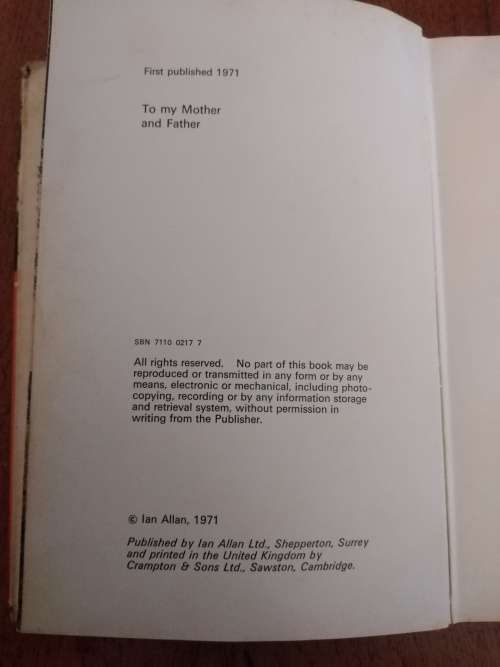 First published 1971
To my Mother
and Father
SBN 7110 0217 7
All rights reserved. No part of this book may be
reproduced or transmitted in any form or by any
means, electronic or mechanical, including photo-
copying, recording or by any information storage
and retrieval system, without permission in
writing from the Publisher.
© Ian Allan, 1971
Published by Ian Allan Ltd., Shepperton, Surrey
and printed in the United Kingdom by
Crampton & Sons Ltd., Sawston, Cambridge.